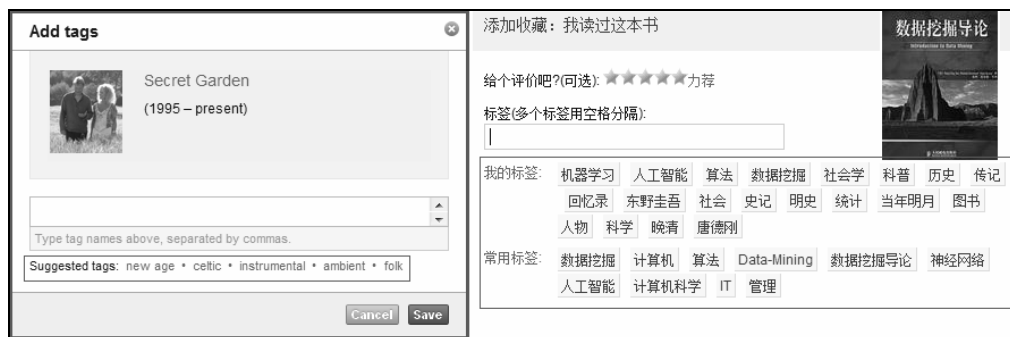 Add tags
Secret Garden
(1995 – present)
Type tag names above, separated by commas.
Suggested tags: new age • celtic • instrumental • ambient • folk
Cancel Save
添加收藏：我读过这本书
数据挖掘导论
Introduction to Data Mining
给个评价吧?(可选): ★★★★★力荐
标签(多个标签用空格分隔):
我的标签: 机器学习 人工智能 算法 数据挖掘 社会学 科普 历史 传记
回忆录 东野圭吾 社会 史记 明史 统计 当年明月 图书
人物 科学 晚清 唐德刚
常用标签: 数据挖掘 计算机 算法 Data-Mining 数据挖掘导论 神经网络
人工智能 计算机科学 IT 管理